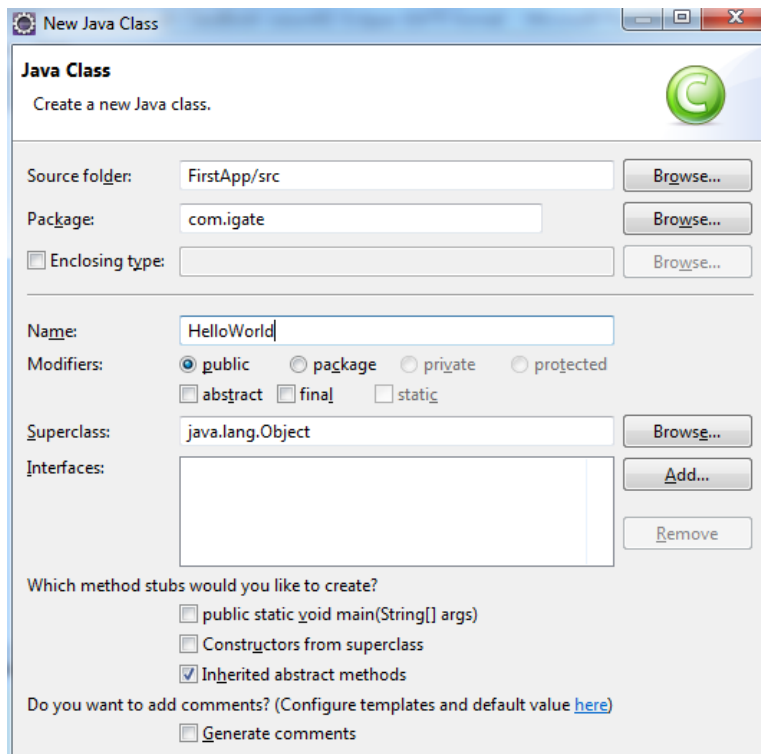 New Java Class
Java Class
Create a new Java class.
Source folder: FirstApp/src Browse...
Package: com.igate Browse...
Enclosing type: Browse...
Name: HelloWorld
Modifiers: public package private protected
abstract final static
Superclass: java.lang.Object Browse...
Interfaces: Add...
Remove
Which method stubs would you like to create?
public static void main(String[] args)
Constructors from superclass
Inherited abstract methods
Do you want to add comments? (Configure templates and default value here)
Generate comments